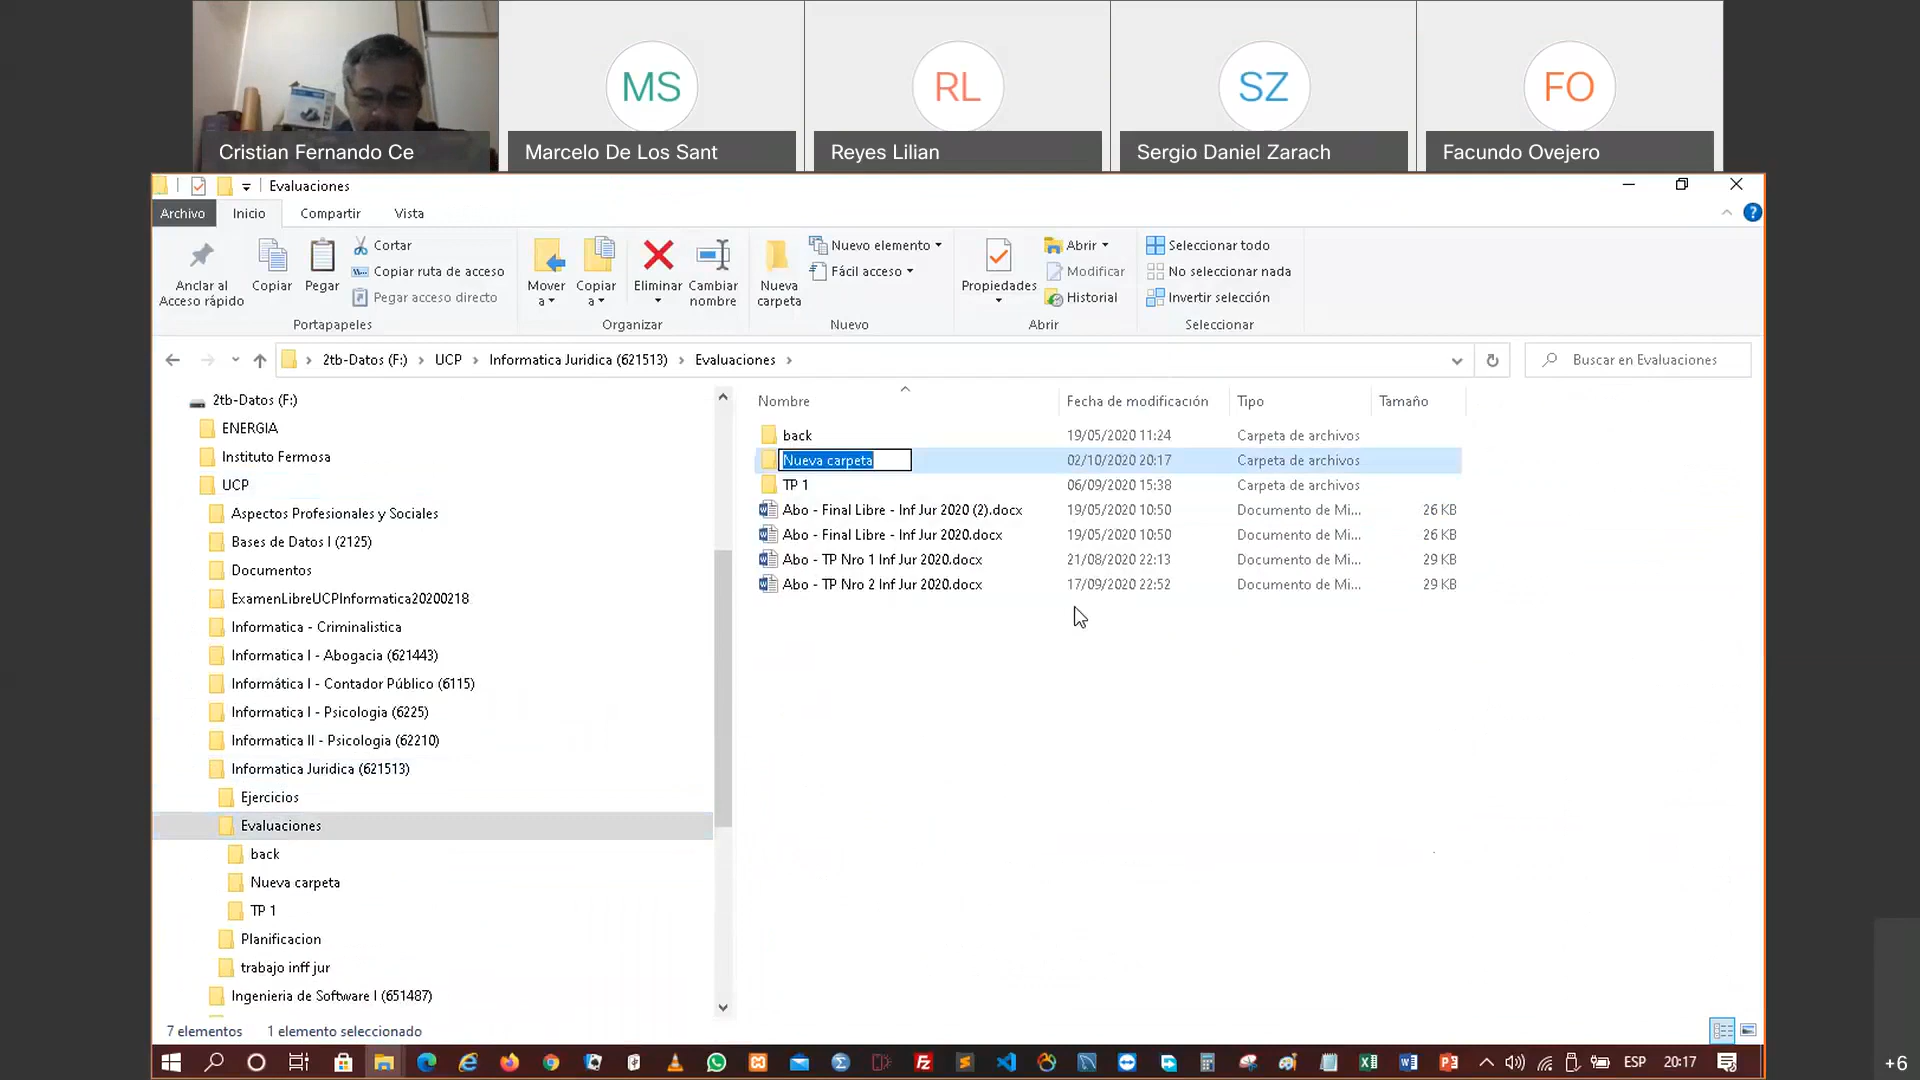 MS
RL
SZ
FO
Cristian Fernando Ce
Marcelo De Los Sant
Reyes Lilian
Sergio Daniel Zarach
Facundo Ovejero
Evaluaciones
Archivo
Inicio
Compartir
Vista
Anclar al
Acceso rápido
Copiar
Pegar
Cortar
Copiar ruta de acceso
Pegar acceso directo
Portapapeles
Mover
a
Copiar
a
Eliminar
Cambiar
nombre
Organizar
Nueva
carpeta
Nuevo elemento
Fácil acceso
Nuevo
Propiedades
Abrir
Modificar
Historial
Abrir
Seleccionar todo
No seleccionar nada
Invertir selección
Seleccionar
2tb-Datos (F:) › UCP › Informatica Juridica (621513) › Evaluaciones ›
Buscar en Evaluaciones
2tb-Datos (F:)
ENERGIA
Instituto Fermosa
UCP
Aspectos Profesionales y Sociales
Bases de Datos I (2125)
Documentos
ExamenLibreUCPInformatica20200218
Informatica - Criminalistica
Informatica I - Abogacia (621443)
Informática I - Contador Público (6115)
Informatica I - Psicologia (6225)
Informatica II - Psicologia (62210)
Informatica Juridica (621513)
Ejercicios
Evaluaciones
back
Nueva carpeta
TP 1
Planificacion
trabajo inff jur
Ingenieria de Software I (651487)
Nombre Fecha de modificación Tipo Tamaño
back 19/05/2020 11:24 Carpeta de archivos
Nueva carpeta 02/10/2020 20:17 Carpeta de archivos
TP 1 06/09/2020 15:38 Carpeta de archivos
Abo - Final Libre - Inf Jur 2020 (2).docx 19/05/2020 10:50 Documento de Mi... 26 KB
Abo - Final Libre - Inf Jur 2020.docx 19/05/2020 10:50 Documento de Mi... 26 KB
Abo - TP Nro 1 Inf Jur 2020.docx 21/08/2020 22:13 Documento de Mi... 29 KB
Abo - TP Nro 2 Inf Jur 2020.docx 17/09/2020 22:52 Documento de Mi... 29 KB
7 elementos 1 elemento seleccionado
ESP 20:17
+6